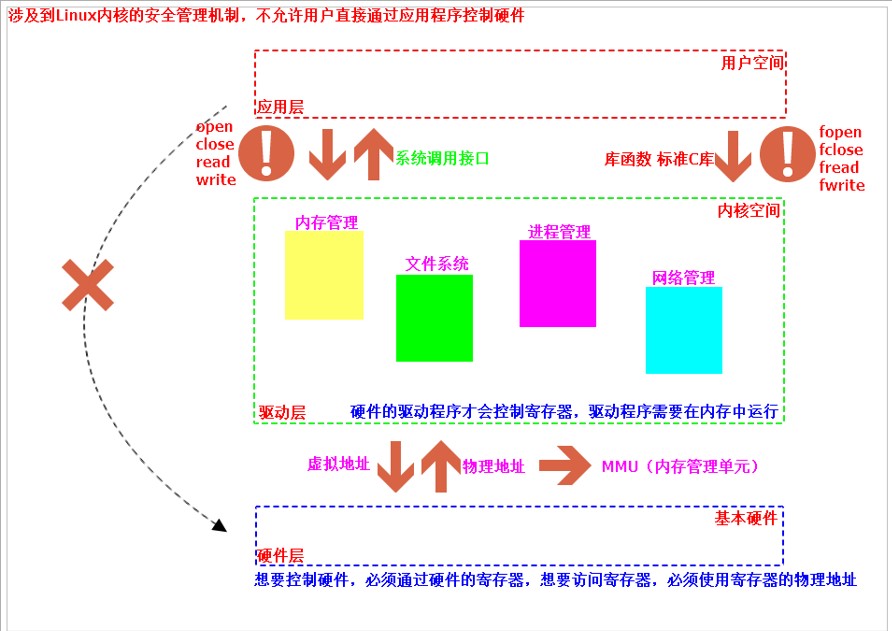 涉及到Linux内核的安全管理机制，不允许用户直接通过应用程序控制硬件
用户空间
应用层
open
close
read
write
系统调用接口
库函数 标准C库
fopen
fclose
fread
fwrite
内核空间
内存管理
文件系统
进程管理
网络管理
驱动层
硬件的驱动程序才会控制寄存器，驱动程序需要在内存中运行
虚拟地址
物理地址
MMU（内存管理单元）
基本硬件
硬件层
想要控制硬件，必须通过硬件的寄存器，想要访问寄存器，必须使用寄存器的物理地址